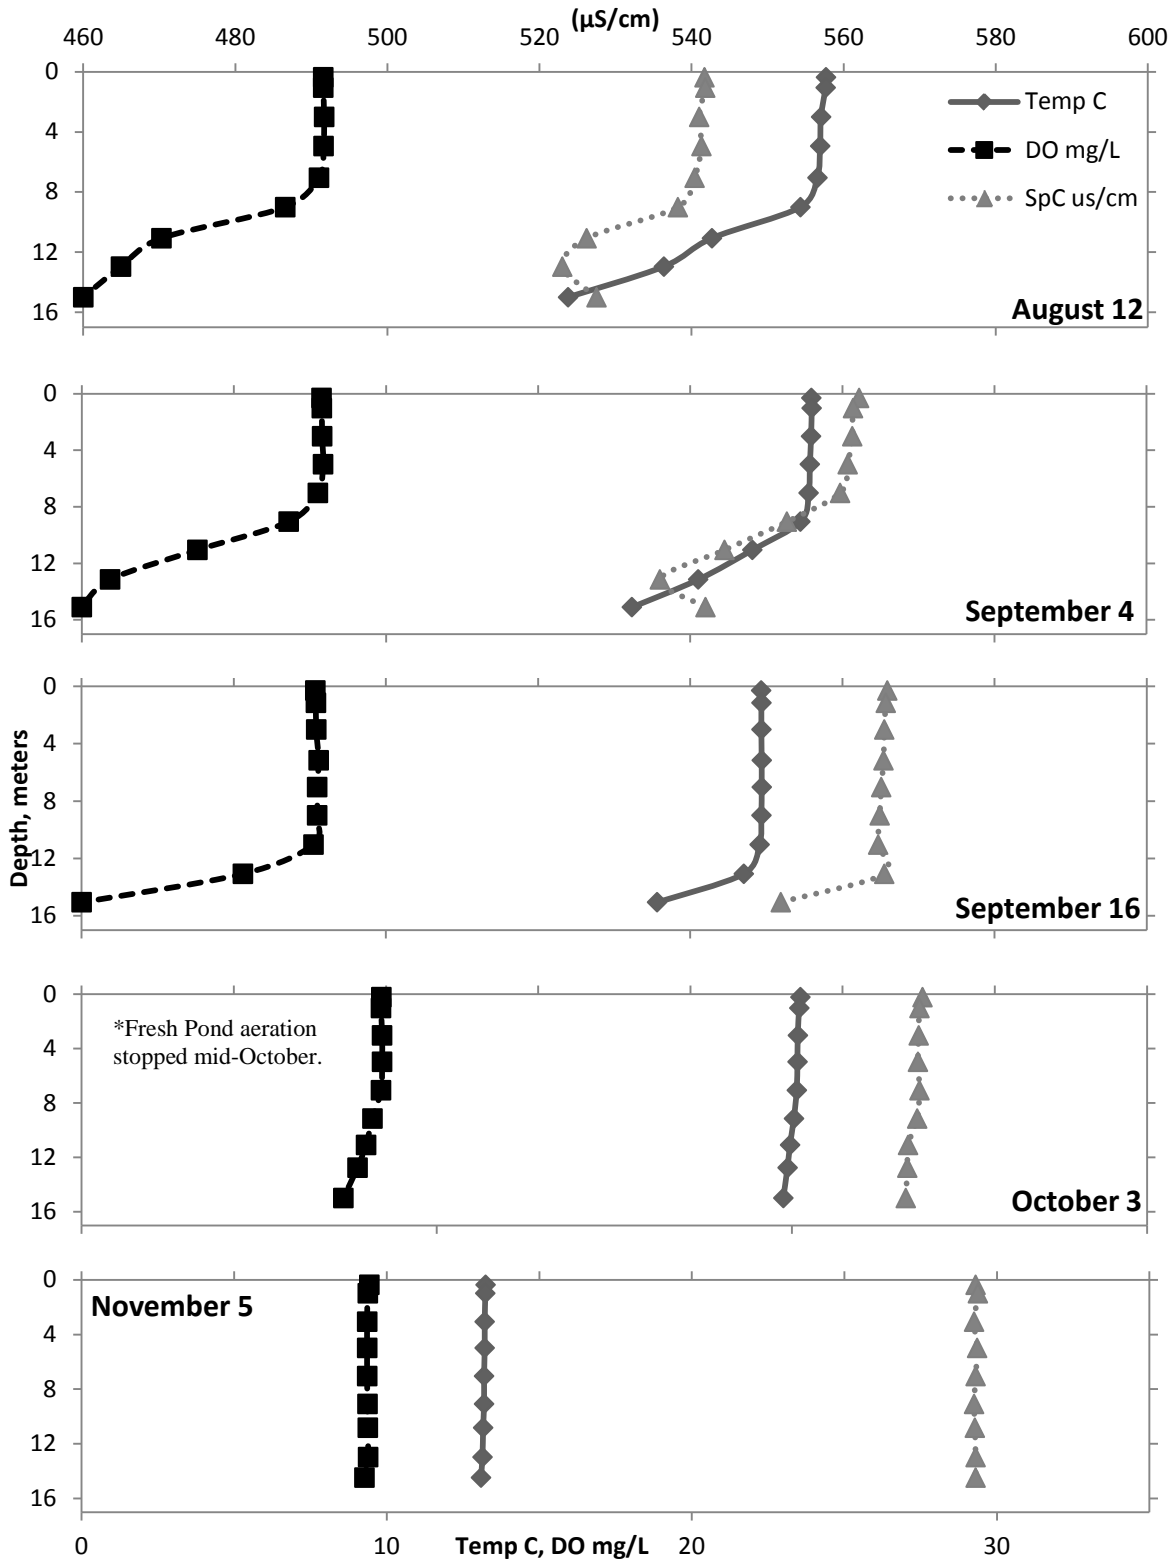 (µS/cm)
460 480 500 520 540 560 580 600
0
4
8
12
16
Temp C
DO mg/L
SpC us/cm
August 12
0
4
8
12
16
September 4
Depth, meters
0
4
8
12
16
September 16
0
4
8
12
16
*Fresh Pond aeration
stopped mid-October.
October 3
0
4
8
12
16
November 5
0 10 20 30
Temp C, DO mg/L